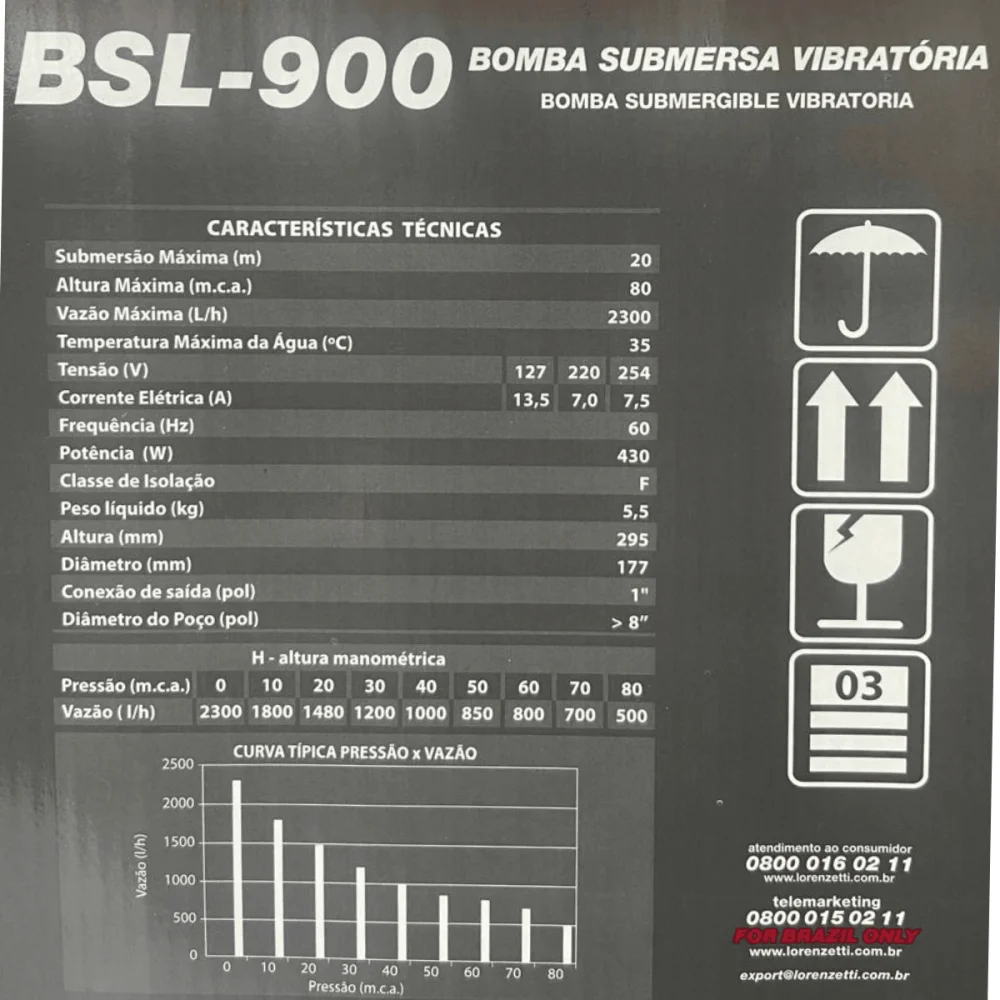 BSL-900 BOMBA SUBMERSA VIBRATÓRIA
BOMBA SUBMERGIBLE VIBRATORIA
CARACTERÍSTICAS TÉCNICAS
Submersão Máxima (m) 20
Altura Máxima (m.c.a.) 80
Vazão Máxima (L/h) 2300
Temperatura Máxima da Água (ºC) 35
Tensão (V) 127 220 254
Corrente Elétrica (A) 13,5 7,0 7,5
Frequência (Hz) 60
Potência (W) 430
Classe de Isolação F
Peso líquido (kg) 5,5
Altura (mm) 295
Diâmetro (mm) 177
Conexão de saída (pol) 1"
Diâmetro do Poço (pol) > 8"
H - altura manométrica
Pressão (m.c.a.) 0 10 20 30 40 50 60 70 80
Vazão ( l/h) 2300 1800 1480 1200 1000 850 800 700 500
CURVA TÍPICA PRESSÃO x VAZÃO
2500
2000
1500
1000
500
0
Vazão (l/h)
0 10 20 30 40 50 60 70 80
Pressão (m.c.a.)
03
atendimento ao consumidor
0800 016 02 11
www.lorenzetti.com.br
telemarketing
0800 015 02 11
FOR BRAZIL ONLY
www.lorenzetti.com.br
export@lorenzetti.com.br